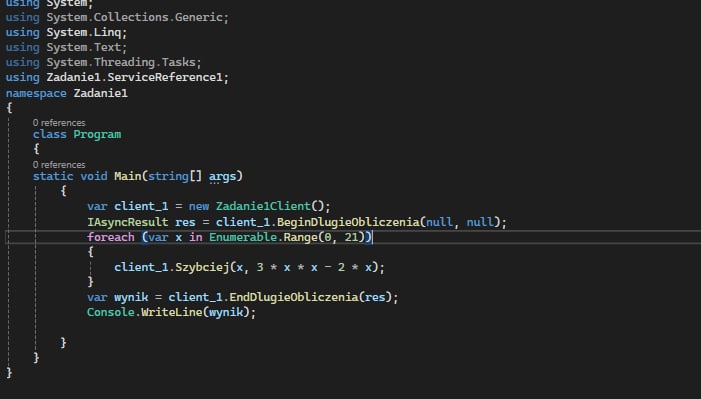 using System;
using System.Collections.Generic;
using System.Linq;
using System.Text;
using System.Threading.Tasks;
using Zadanie1.ServiceReference1;
namespace Zadanie1
{
0 references
class Program
{
0 references
static void Main(string[] args)
{
var client_1 = new Zadanie1Client();
IAsyncResult res = client_1.BeginDlugieObliczenia(null, null);
foreach (var x in Enumerable.Range(0, 21))
{
client_1.Szybciej(x, 3 * x * x - 2 * x);
}
var wynik = client_1.EndDlugieObliczenia(res);
Console.WriteLine(wynik);
}
}
}